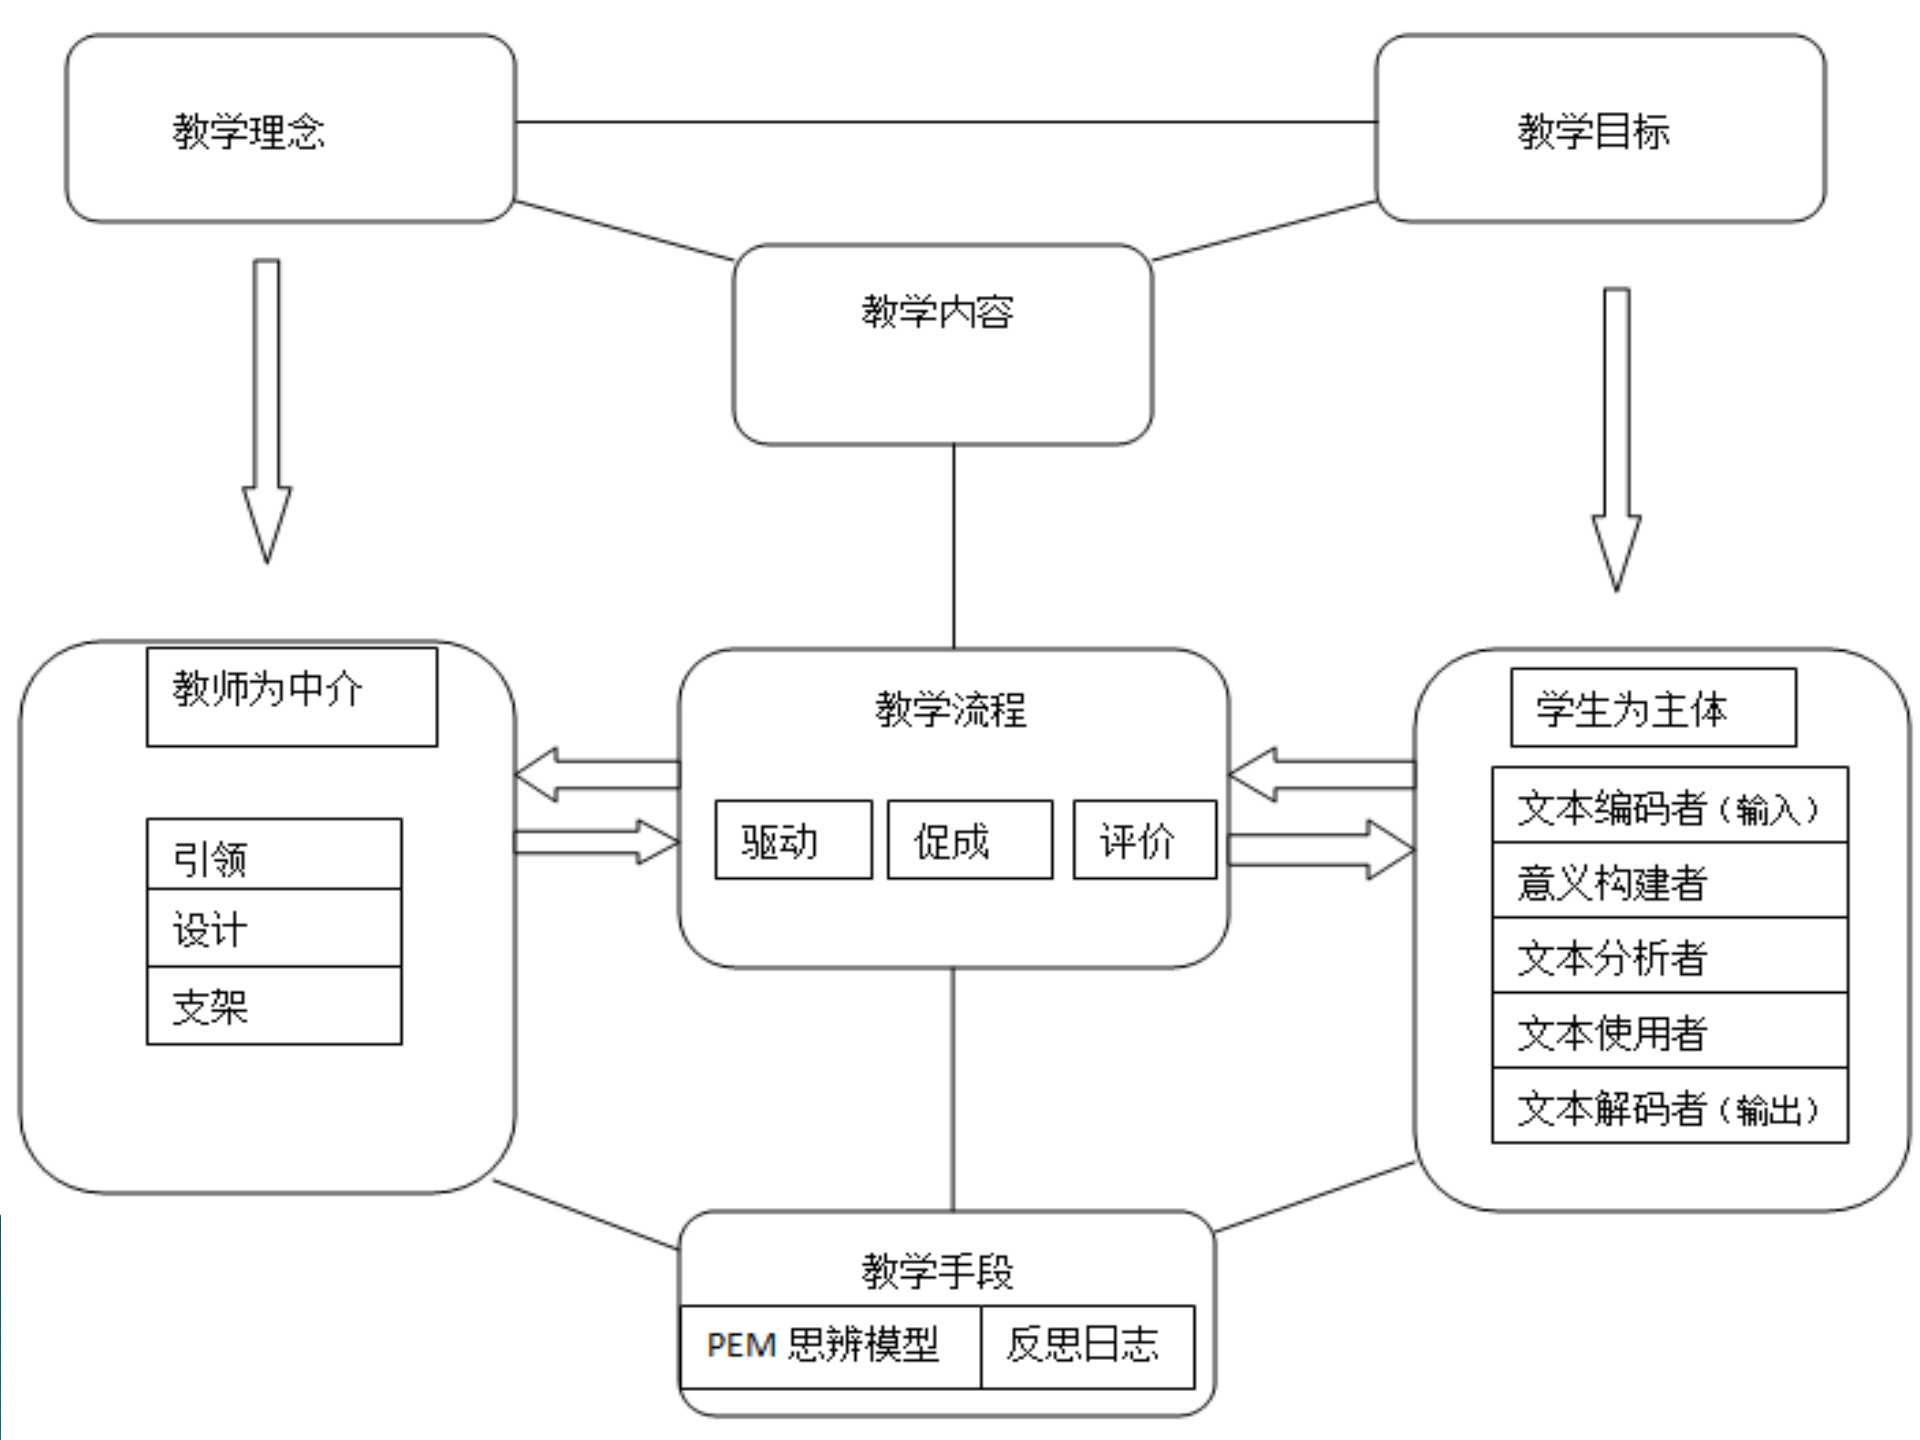 教学理念
教学目标
教学内容
教师为中介
引领
设计
支架
教学流程
驱动
促成
评价
学生为主体
文本编码者（输入）
意义构建者
文本分析者
文本使用者
文本解码者（输出）
教学手段
PEM 思辨模型
反思日志